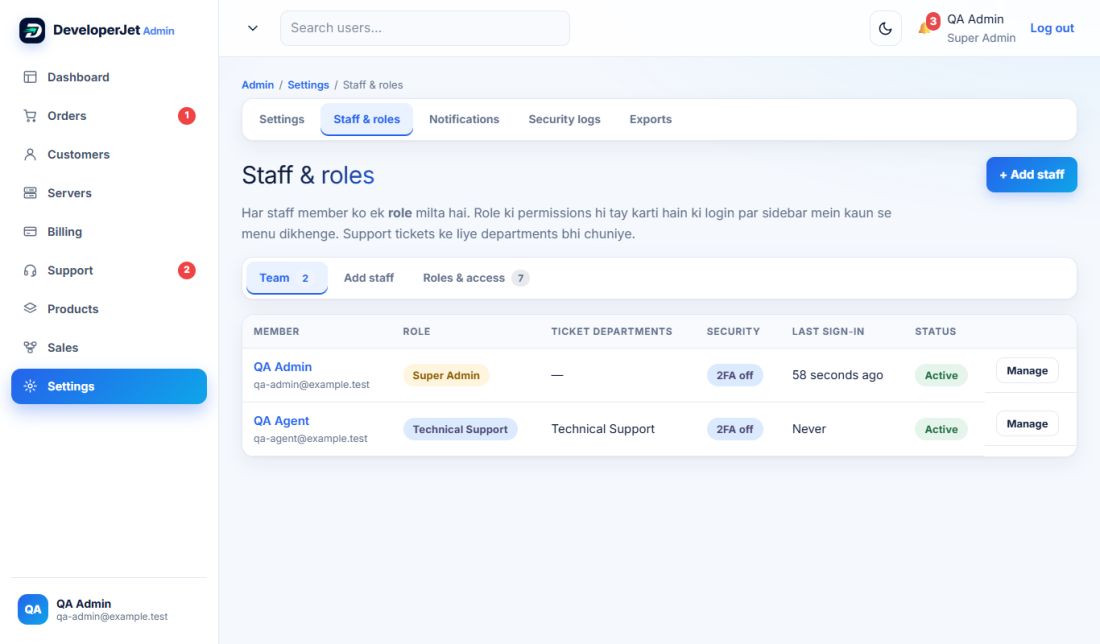 DeveloperJet Admin
Search users...
3
QA Admin
Super Admin
Log out
Dashboard
Orders 1
Customers
Servers
Billing
Support 2
Products
Sales
Settings
QA
QA Admin
qa-admin@example.test
Admin / Settings / Staff & roles
Settings Staff & roles Notifications Security logs Exports
Staff & roles
+ Add staff
Har staff member ko ek role milta hai. Role ki permissions hi tay karti hain ki login par sidebar mein kaun se
menu dikhenge. Support tickets ke liye departments bhi chuniye.
Team 2 Add staff Roles & access 7
MEMBER ROLE TICKET DEPARTMENTS SECURITY LAST SIGN-IN STATUS
QA Admin
qa-admin@example.test
Super Admin — 2FA off 58 seconds ago Active Manage
QA Agent
qa-agent@example.test
Technical Support Technical Support 2FA off Never Active Manage